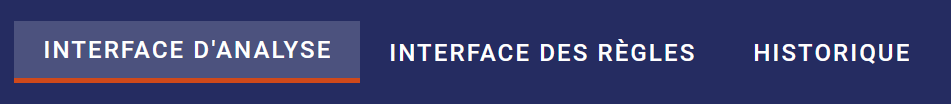 INTERFACE D'ANALYSE INTERFACE DES RÈGLES HISTORIQUE